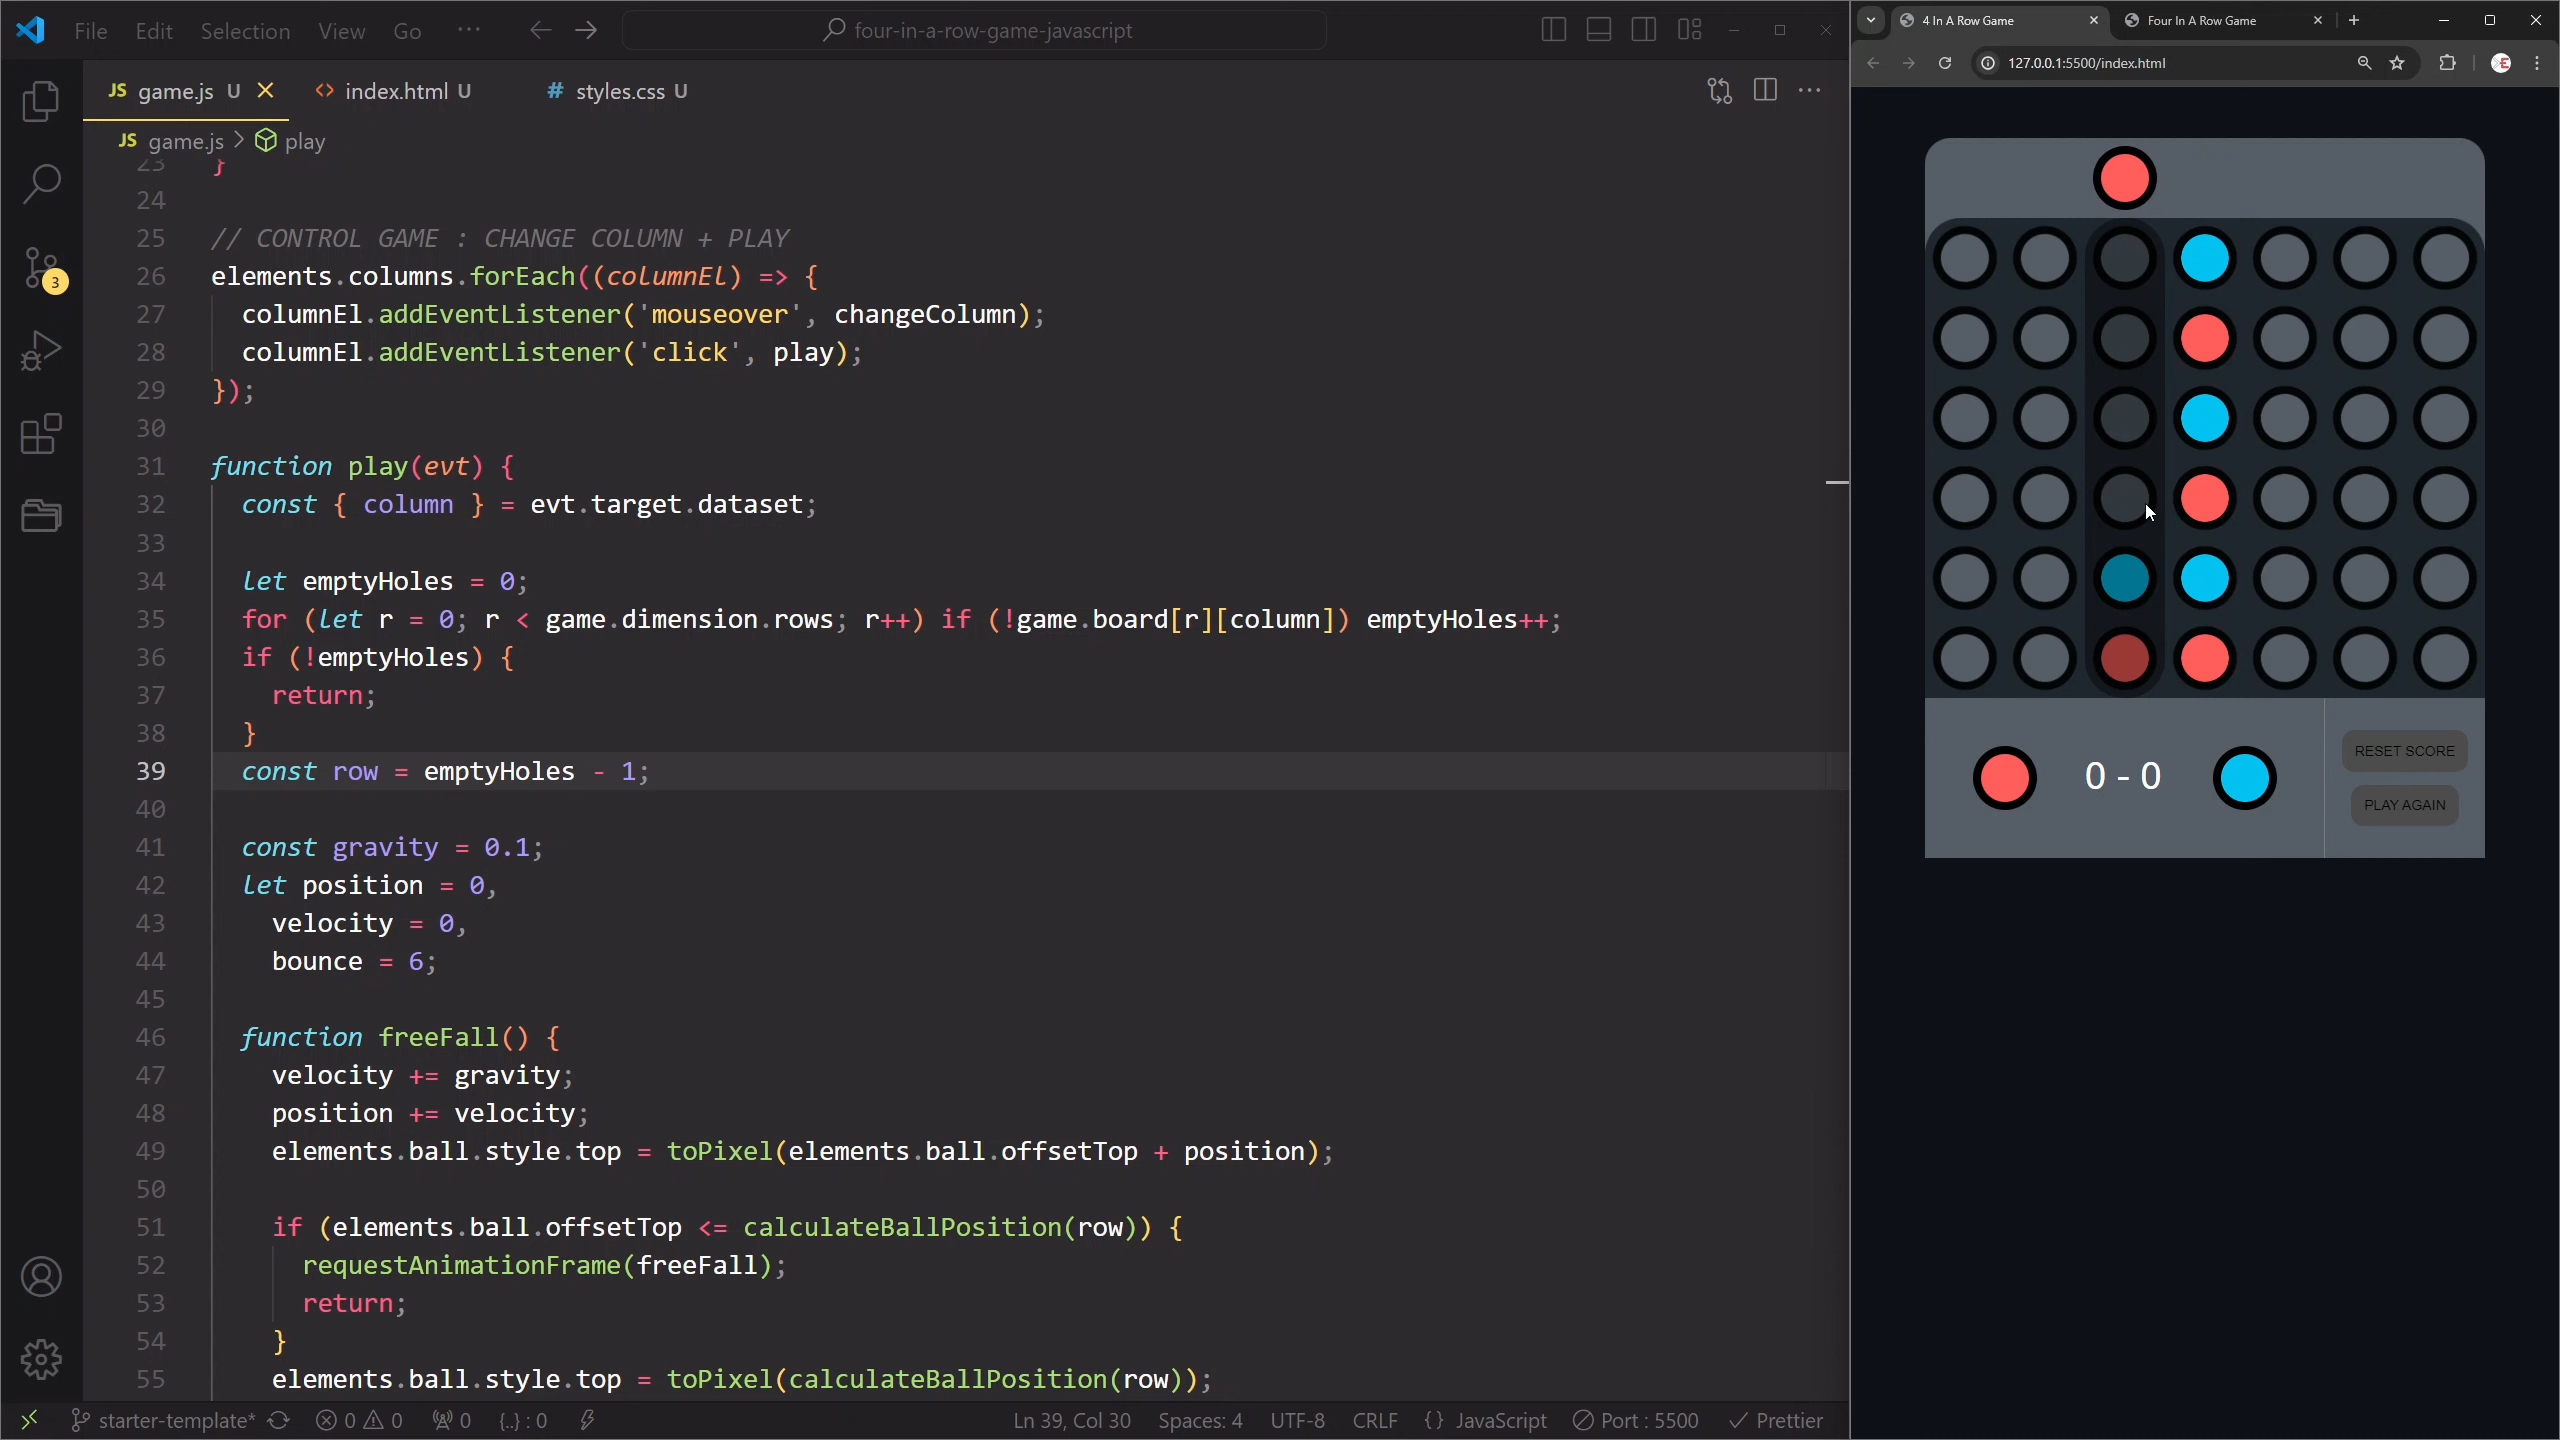 File Edit Selection View Go ··· four-in-a-row-game-javascript
JS game.js U index.html U # styles.css U
JS game.js > play
23 }
24
25 // CONTROL GAME : CHANGE COLUMN + PLAY
26 elements.columns.forEach((columnEl) => {
27 columnEl.addEventListener('mouseover', changeColumn);
28 columnEl.addEventListener('click', play);
29 });
30
31 function play(evt) {
32 const { column } = evt.target.dataset;
33
34 let emptyHoles = 0;
35 for (let r = 0; r < game.dimension.rows; r++) if (!game.board[r][column]) emptyHoles++;
36 if (!emptyHoles) {
37 return;
38 }
39 const row = emptyHoles - 1;
40
41 const gravity = 0.1;
42 let position = 0,
43 velocity = 0,
44 bounce = 6;
45
46 function freeFall() {
47 velocity += gravity;
48 position += velocity;
49 elements.ball.style.top = toPixel(elements.ball.offsetTop + position);
50
51 if (elements.ball.offsetTop <= calculateBallPosition(row)) {
52 requestAnimationFrame(freeFall);
53 return;
54 }
55 elements.ball.style.top = toPixel(calculateBallPosition(row));
3
starter-template* 0 0 0 {..} : 0 Ln 39, Col 30 Spaces: 4 UTF-8 CRLF {} JavaScript Port : 5500 Prettier
4 In A Row Game Four In A Row Game
127.0.0.1:5500/index.html
0 - 0
RESET SCORE
PLAY AGAIN